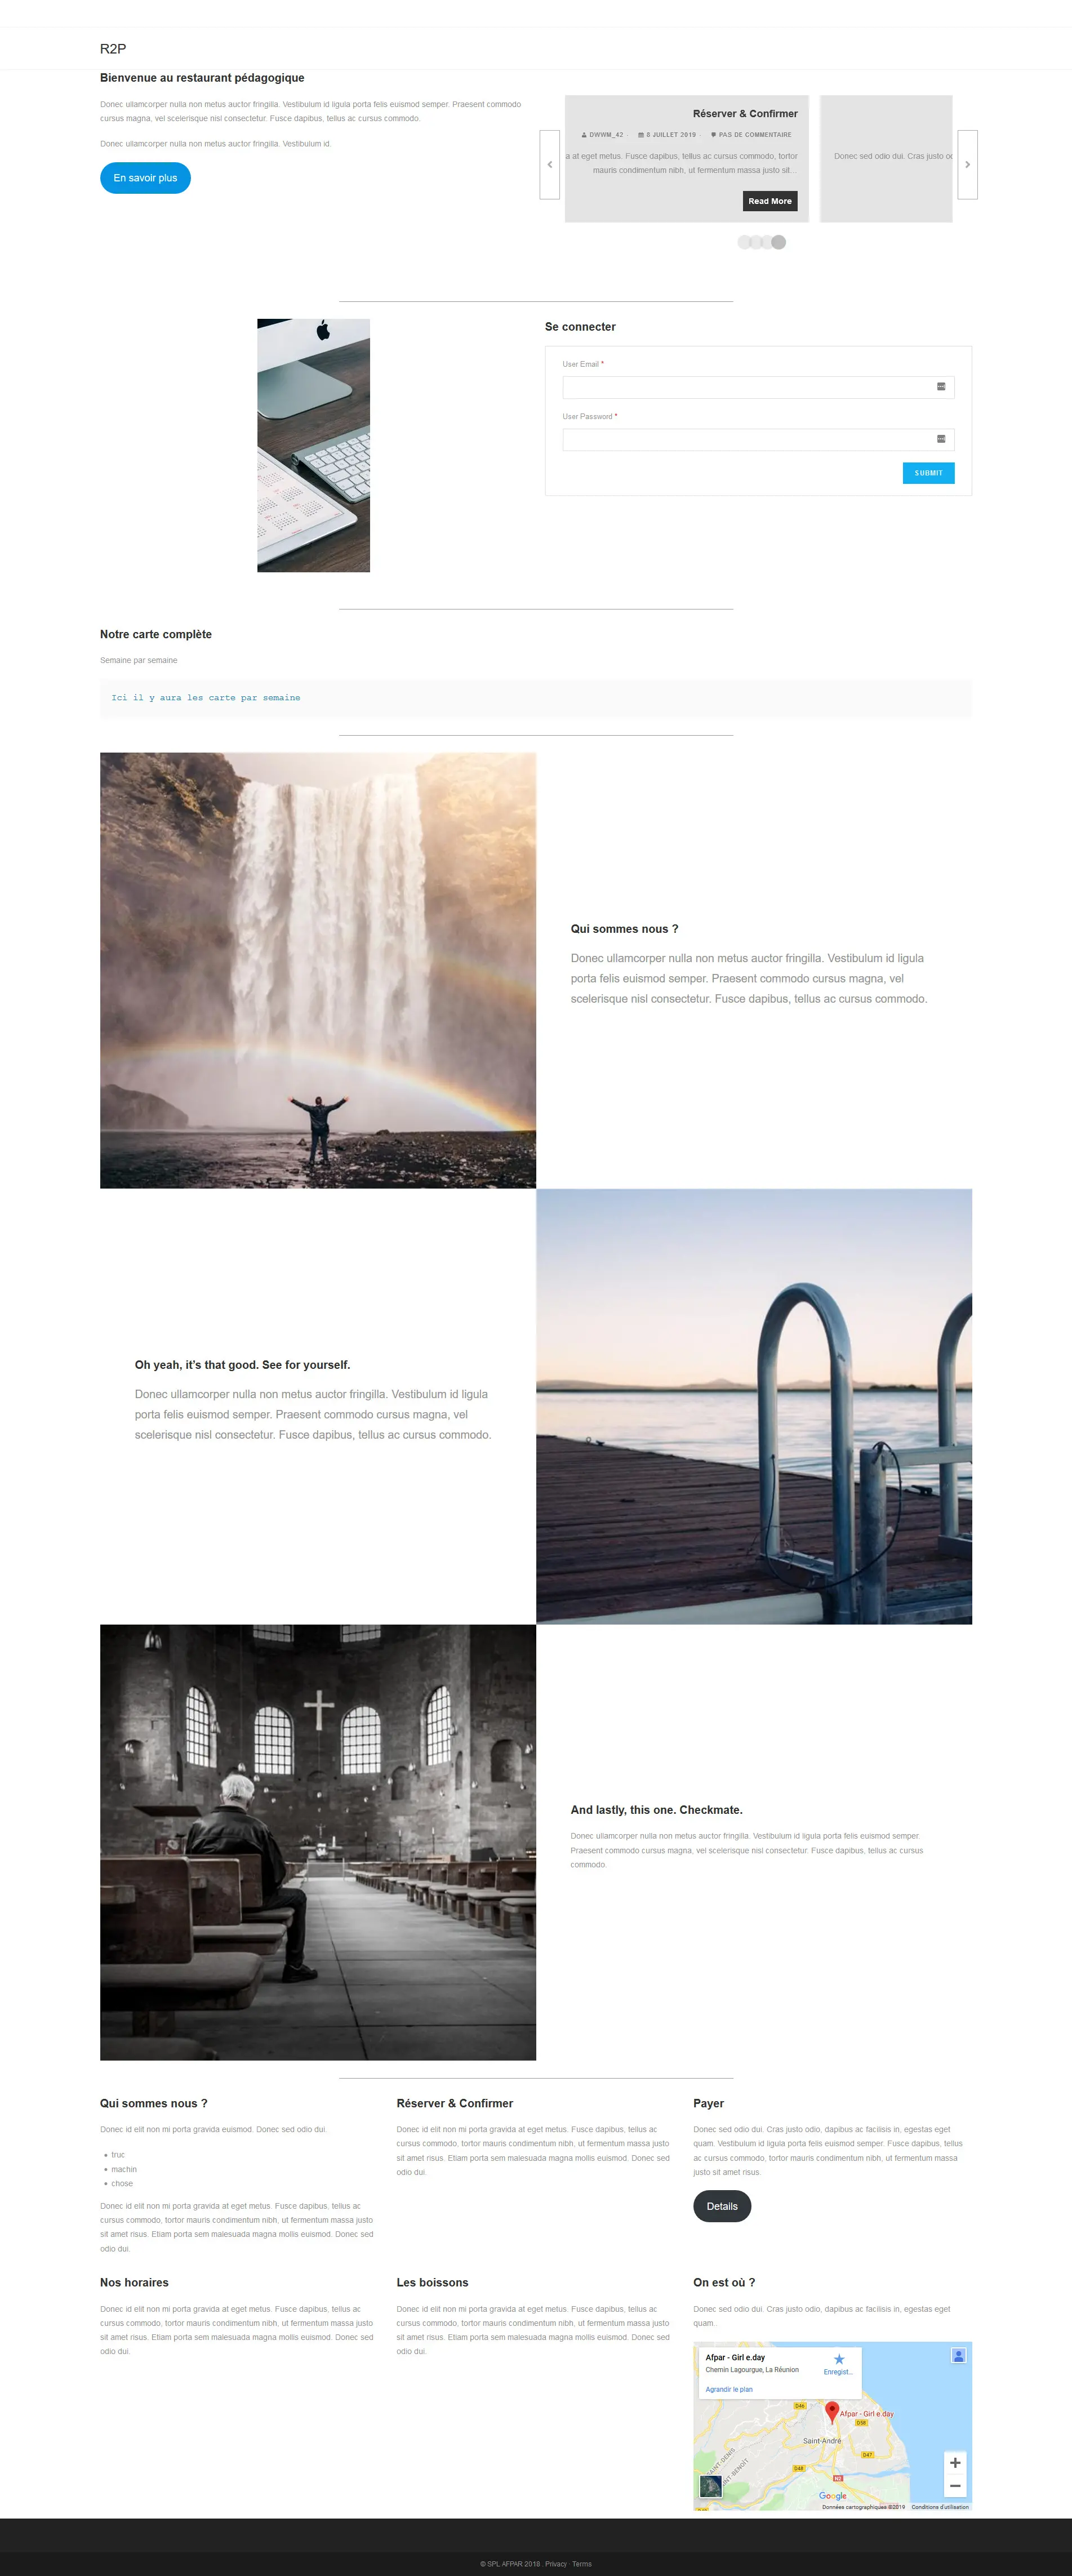 R2P
Bienvenue au restaurant pédagogique
Donec ullamcorper nulla non metus auctor fringilla. Vestibulum id ligula porta felis euismod semper. Praesent commodo
cursus magna, vel scelerisque nisl consectetur. Fusce dapibus, tellus ac cursus commodo.
Donec ullamcorper nulla non metus auctor fringilla. Vestibulum id.
En savoir plus
Réserver & Confirmer
DWWM_42 - 8 JUILLET 2019 - PAS DE COMMENTAIRE
a at eget metus. Fusce dapibus, tellus ac cursus commodo, tortor
mauris condimentum nibh, ut fermentum massa justo sit...
Read More
Donec sed odio dui. Cras justo oc
Se connecter
User Email *
User Password *
SUBMIT
Notre carte complète
Semaine par semaine
Ici il y aura les carte par semaine
Qui sommes nous ?
Donec ullamcorper nulla non metus auctor fringilla. Vestibulum id ligula
porta felis euismod semper. Praesent commodo cursus magna, vel
scelerisque nisl consectetur. Fusce dapibus, tellus ac cursus commodo.
Oh yeah, it's that good. See for yourself.
Donec ullamcorper nulla non metus auctor fringilla. Vestibulum id ligula
porta felis euismod semper. Praesent commodo cursus magna, vel
scelerisque nisl consectetur. Fusce dapibus, tellus ac cursus commodo.
And lastly, this one. Checkmate.
Donec ullamcorper nulla non metus auctor fringilla. Vestibulum id ligula porta felis euismod semper.
Praesent commodo cursus magna, vel scelerisque nisl consectetur. Fusce dapibus, tellus ac cursus
commodo.
Qui sommes nous ?
Donec id elit non mi porta gravida euismod. Donec sed odio dui.
truc
machin
chose
Donec id elit non mi porta gravida at eget metus. Fusce dapibus, tellus ac
cursus commodo, tortor mauris condimentum nibh, ut fermentum massa justo
sit amet risus. Etiam porta sem malesuada magna mollis euismod. Donec sed
odio dui.
Réserver & Confirmer
Donec id elit non mi porta gravida at eget metus. Fusce dapibus, tellus ac
cursus commodo, tortor mauris condimentum nibh, ut fermentum massa justo
sit amet risus. Etiam porta sem malesuada magna mollis euismod. Donec sed
odio dui.
Payer
Donec sed odio dui. Cras justo odio, dapibus ac facilisis in, egestas eget
quam. Vestibulum id ligula porta felis euismod semper. Fusce dapibus, tellus
ac cursus commodo, tortor mauris condimentum nibh, ut fermentum massa
justo sit amet risus.
Details
Nos horaires
Donec id elit non mi porta gravida at eget metus. Fusce dapibus, tellus ac
cursus commodo, tortor mauris condimentum nibh, ut fermentum massa justo
sit amet risus. Etiam porta sem malesuada magna mollis euismod. Donec sed
odio dui.
Les boissons
Donec id elit non mi porta gravida at eget metus. Fusce dapibus, tellus ac
cursus commodo, tortor mauris condimentum nibh, ut fermentum massa justo
sit amet risus. Etiam porta sem malesuada magna mollis euismod. Donec sed
odio dui.
On est où ?
Donec sed odio dui. Cras justo odio, dapibus ac facilisis in, egestas eget
quam.
Afpar - Girl e.day
Chemin Lagourgue, La Réunion
Enregist...
Agrandir le plan
D46
Afpar - Girl e.day
D58
Saint-André
D47
SAINT-DENIS
D48
N2
Google
Données cartographiques ©2019 Conditions d'utilisation
© SPL AFPAR 2018 . Privacy · Terms